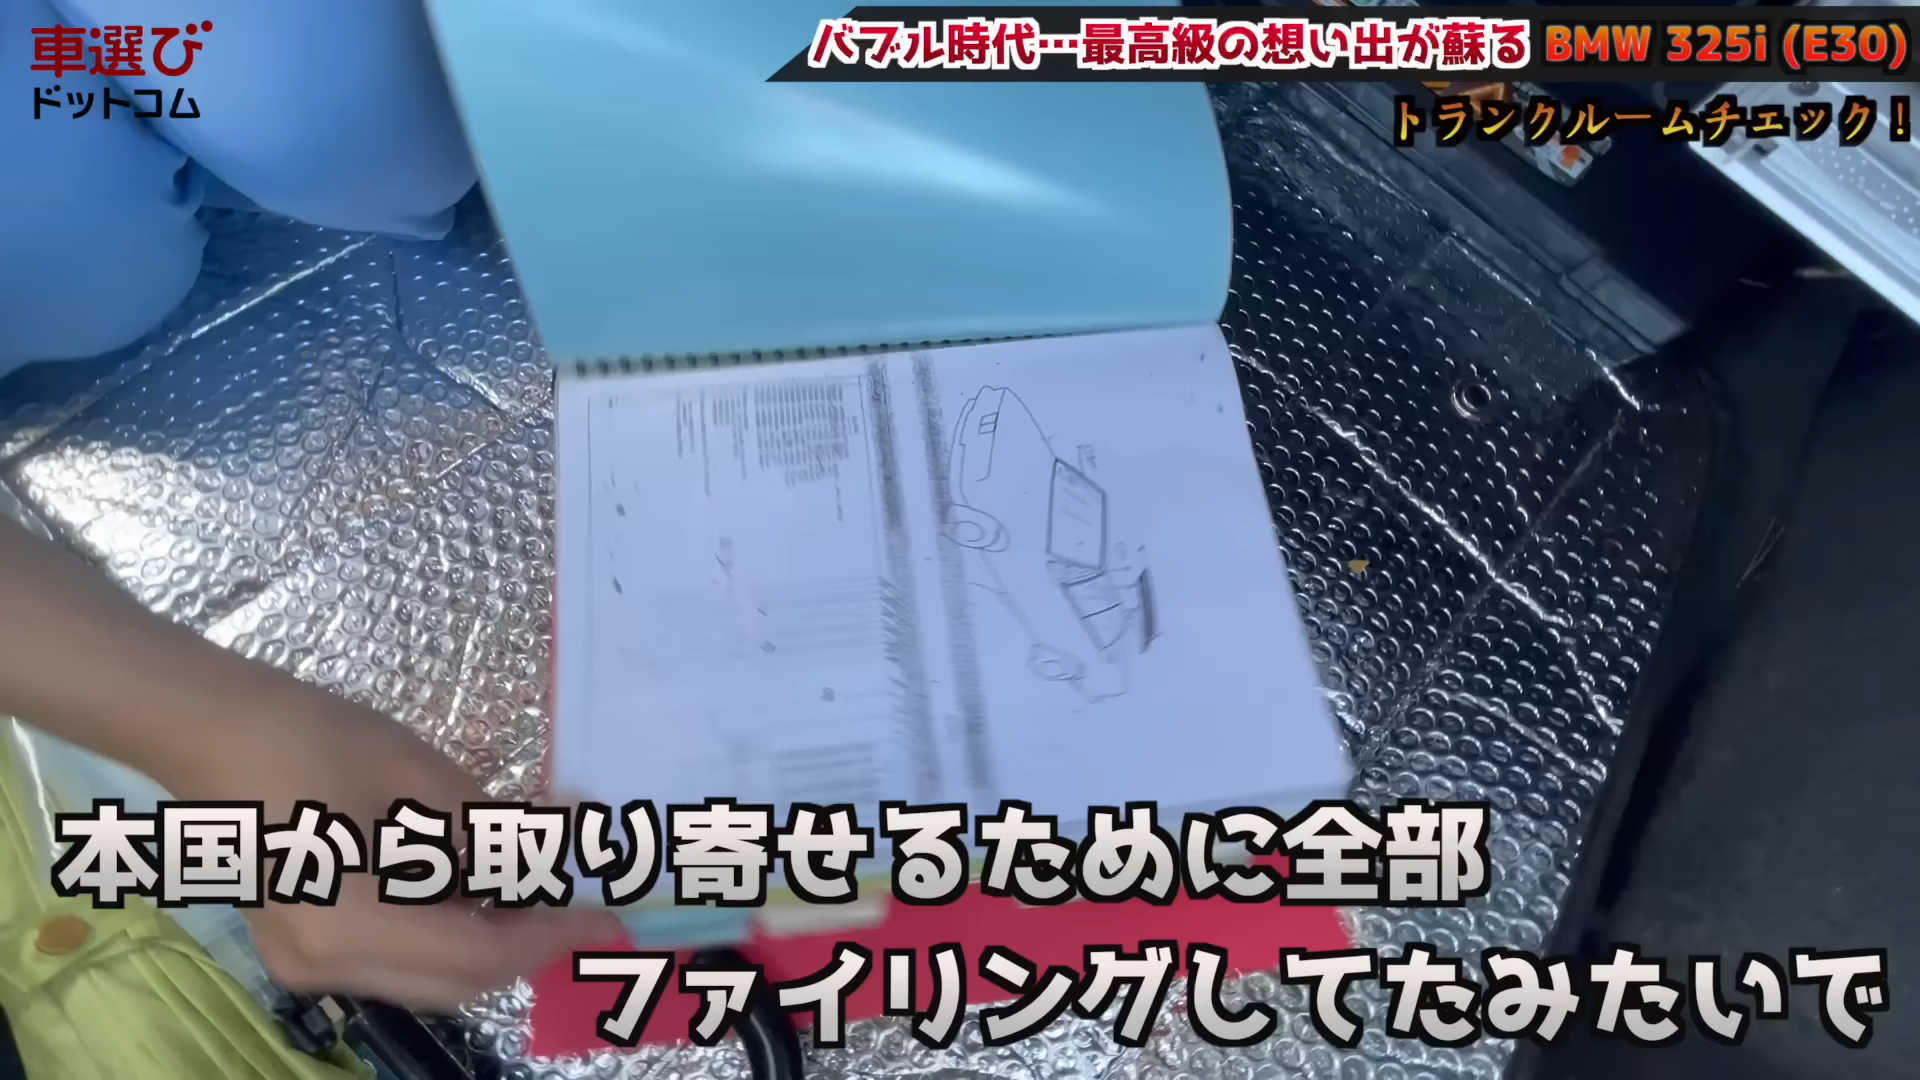 車選び
ドットコム
バブル時代…最高級の想い出が蘇る BMW 325i (E30)
トランクルームチェック！
本国から取り寄せるために全部
ファイリングしてたみたいで